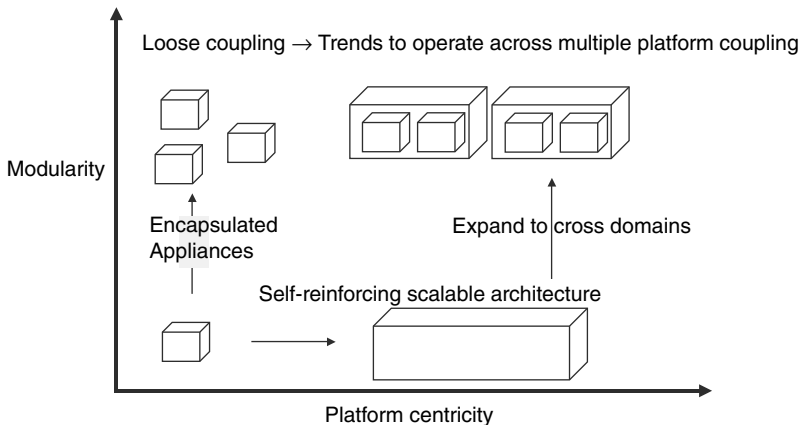 Loose coupling → Trends to operate across multiple platform coupling
Modularity
Encapsulated
Appliances
Expand to cross domains
Self-reinforcing scalable architecture
Platform centricity